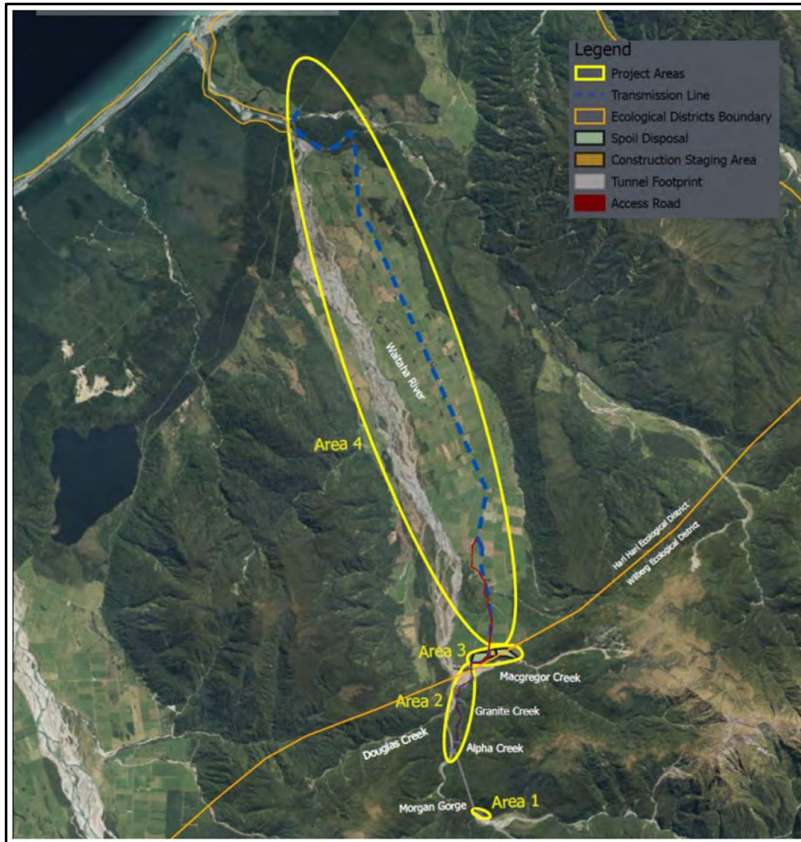 Legend
Project Areas
Transmission Line
Ecological Districts Boundary
Spoil Disposal
Construction Staging Area
Tunnel Footprint
Access Road
Waitaha River
Area 4
Hari Hari Ecological District
Wilberg Ecological District
Area 3
Macgregor Creek
Area 2
Granite Creek
Douglas Creek
Alpha Creek
Morgan Gorge
Area 1